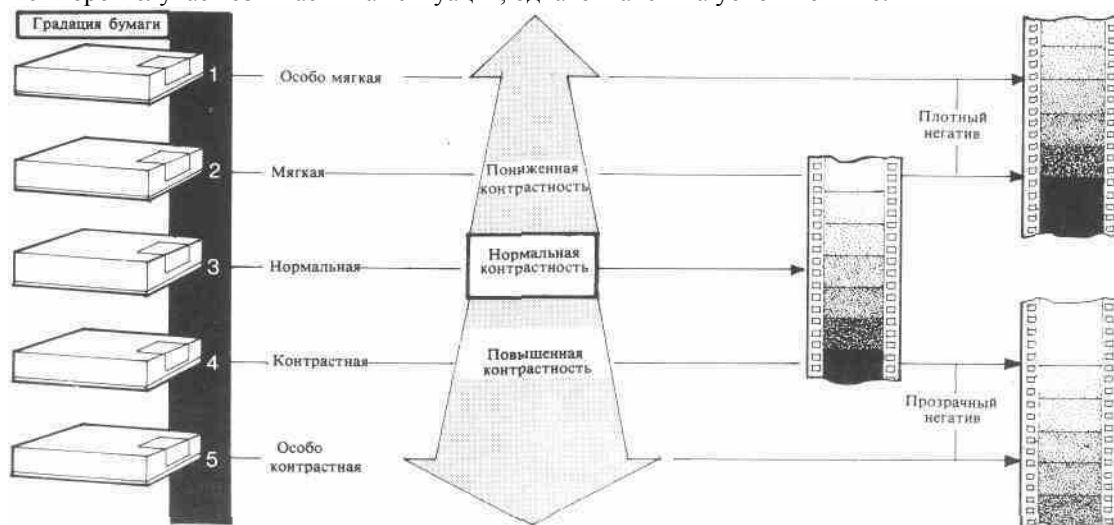 Градация бумаги
1
Особо мягкая
Плотный
негатив
2
Мягкая
Пониженная
контрастность
3
Нормальная
Нормальная
контрастность
4
Контрастная
Повышенная
контрастность
Прозрачный
негатив
5
Особо
контрастная